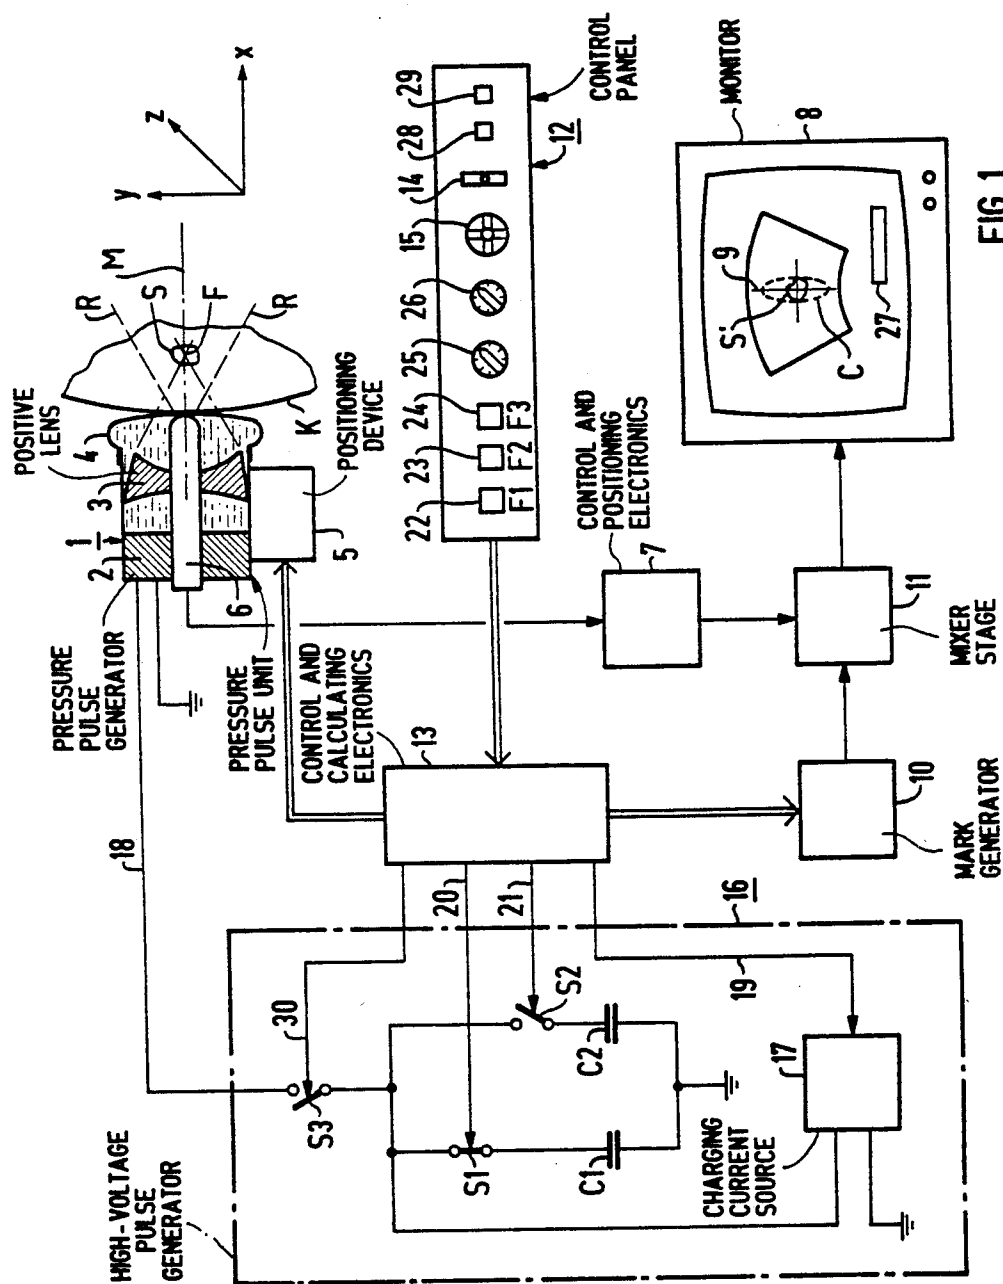 HIGH-VOLTAGE
PULSE
GENERATOR
18
30
S3
20
S1
21
S2
C1
C2
16
19
17
CHARGING
CURRENT
SOURCE
PRESSURE
PULSE
GENERATOR
PRESSURE
PULSE UNIT
CONTROL AND
CALCULATING
ELECTRONICS
13
10
MARK GENERATOR
POSITIVE
LENS
1
2
3
4
6
5
K
POSITIONING
DEVICE
R
M
S
F
R
y
z
x
22
23
24
25
26
15
14
28
29
F1
F2
F3
12
CONTROL
PANEL
CONTROL AND
POSITIONING
ELECTRONICS
7
11
MIXER
STAGE
MONITOR
8
9
S'
C
27
FIG 1